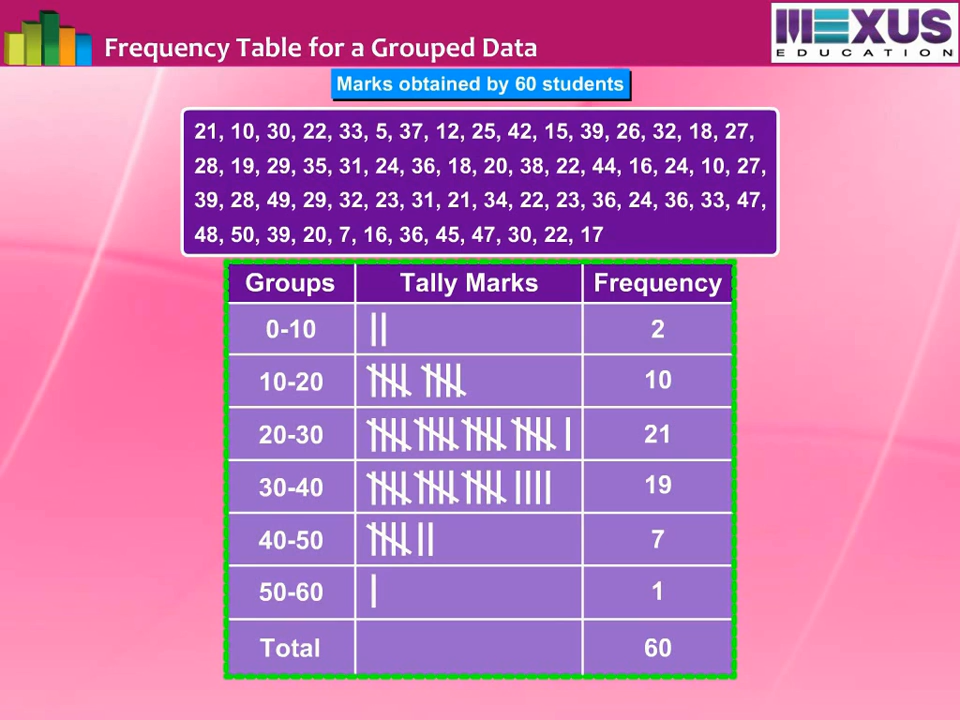 Frequency Table for a Grouped Data
MEXUS
EDUCATION
Marks obtained by 60 students
21, 10, 30, 22, 33, 5, 37, 12, 25, 42, 15, 39, 26, 32, 18, 27,
28, 19, 29, 35, 31, 24, 36, 18, 20, 38, 22, 44, 16, 24, 10, 27,
39, 28, 49, 29, 32, 23, 31, 21, 34, 22, 23, 36, 24, 36, 33, 47,
48, 50, 39, 20, 7, 16, 36, 45, 47, 30, 22, 17
Groups Tally Marks Frequency
0-10 2
10-20 10
20-30 21
30-40 19
40-50 7
50-60 1
Total 60